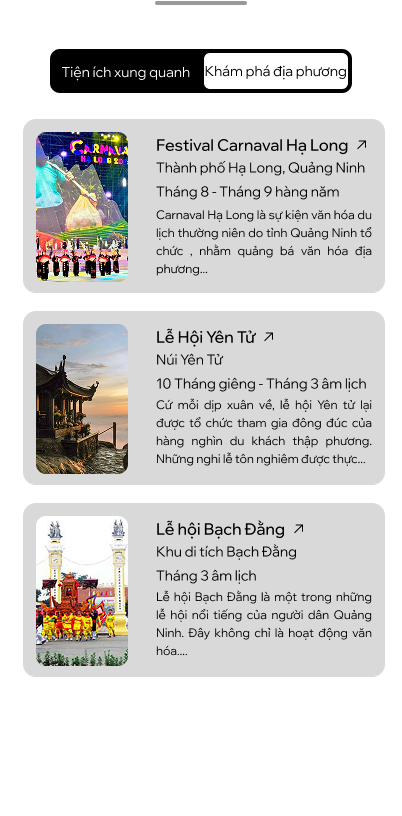 Tiện ích xung quanh
Khám phá địa phương
Festival Carnaval Hạ Long
Thành phố Hạ Long, Quảng Ninh
Tháng 8 - Tháng 9 hàng năm
Carnaval Hạ Long là sự kiện văn hóa du
lịch thường niên do tỉnh Quảng Ninh tổ
chức , nhằm quảng bá văn hóa địa
phương...
CARNAVAL
HA LONG
Lễ Hội Yên Tử
Núi Yên Tử
10 Tháng giêng - Tháng 3 âm lịch
Cứ mỗi dịp xuân về, lễ hội Yên tử lại
được tổ chức tham gia đông đúc của
hàng nghìn du khách thập phương.
Những nghi lễ tôn nghiêm được thực...
Lễ hội Bạch Đằng
Khu di tích Bạch Đằng
Tháng 3 âm lịch
Lễ hội Bạch Đằng là một trong những
lễ hội nổi tiếng của người dân Quảng
Ninh. Đây không chỉ là hoạt động văn
hóa....